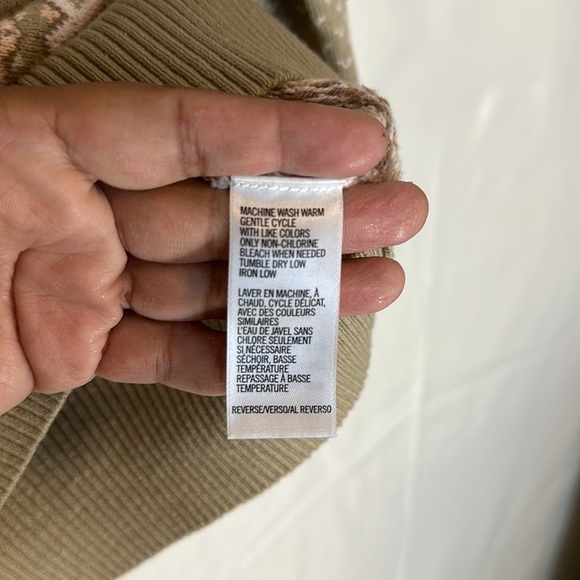 MACHINE WASH WARM
GENTLE CYCLE
WITH LIKE COLORS
ONLY NON-CHLORINE
BLEACH WHEN NEEDED
TUMBLE DRY LOW
IRON LOW
LAVER EN MACHINE, À
CHAUD, CYCLE DÉLICAT,
AVEC DES COULEURS
SIMILAIRES
L'EAU DE JAVEL SANS
CHLORE SEULEMENT
SI NÉCESSAIRE
SÉCHOIR, BASSE
TEMPÉRATURE
REPASSAGE À BASSE
TEMPERATURE
REVERSE/VERSO/AL REVERSO